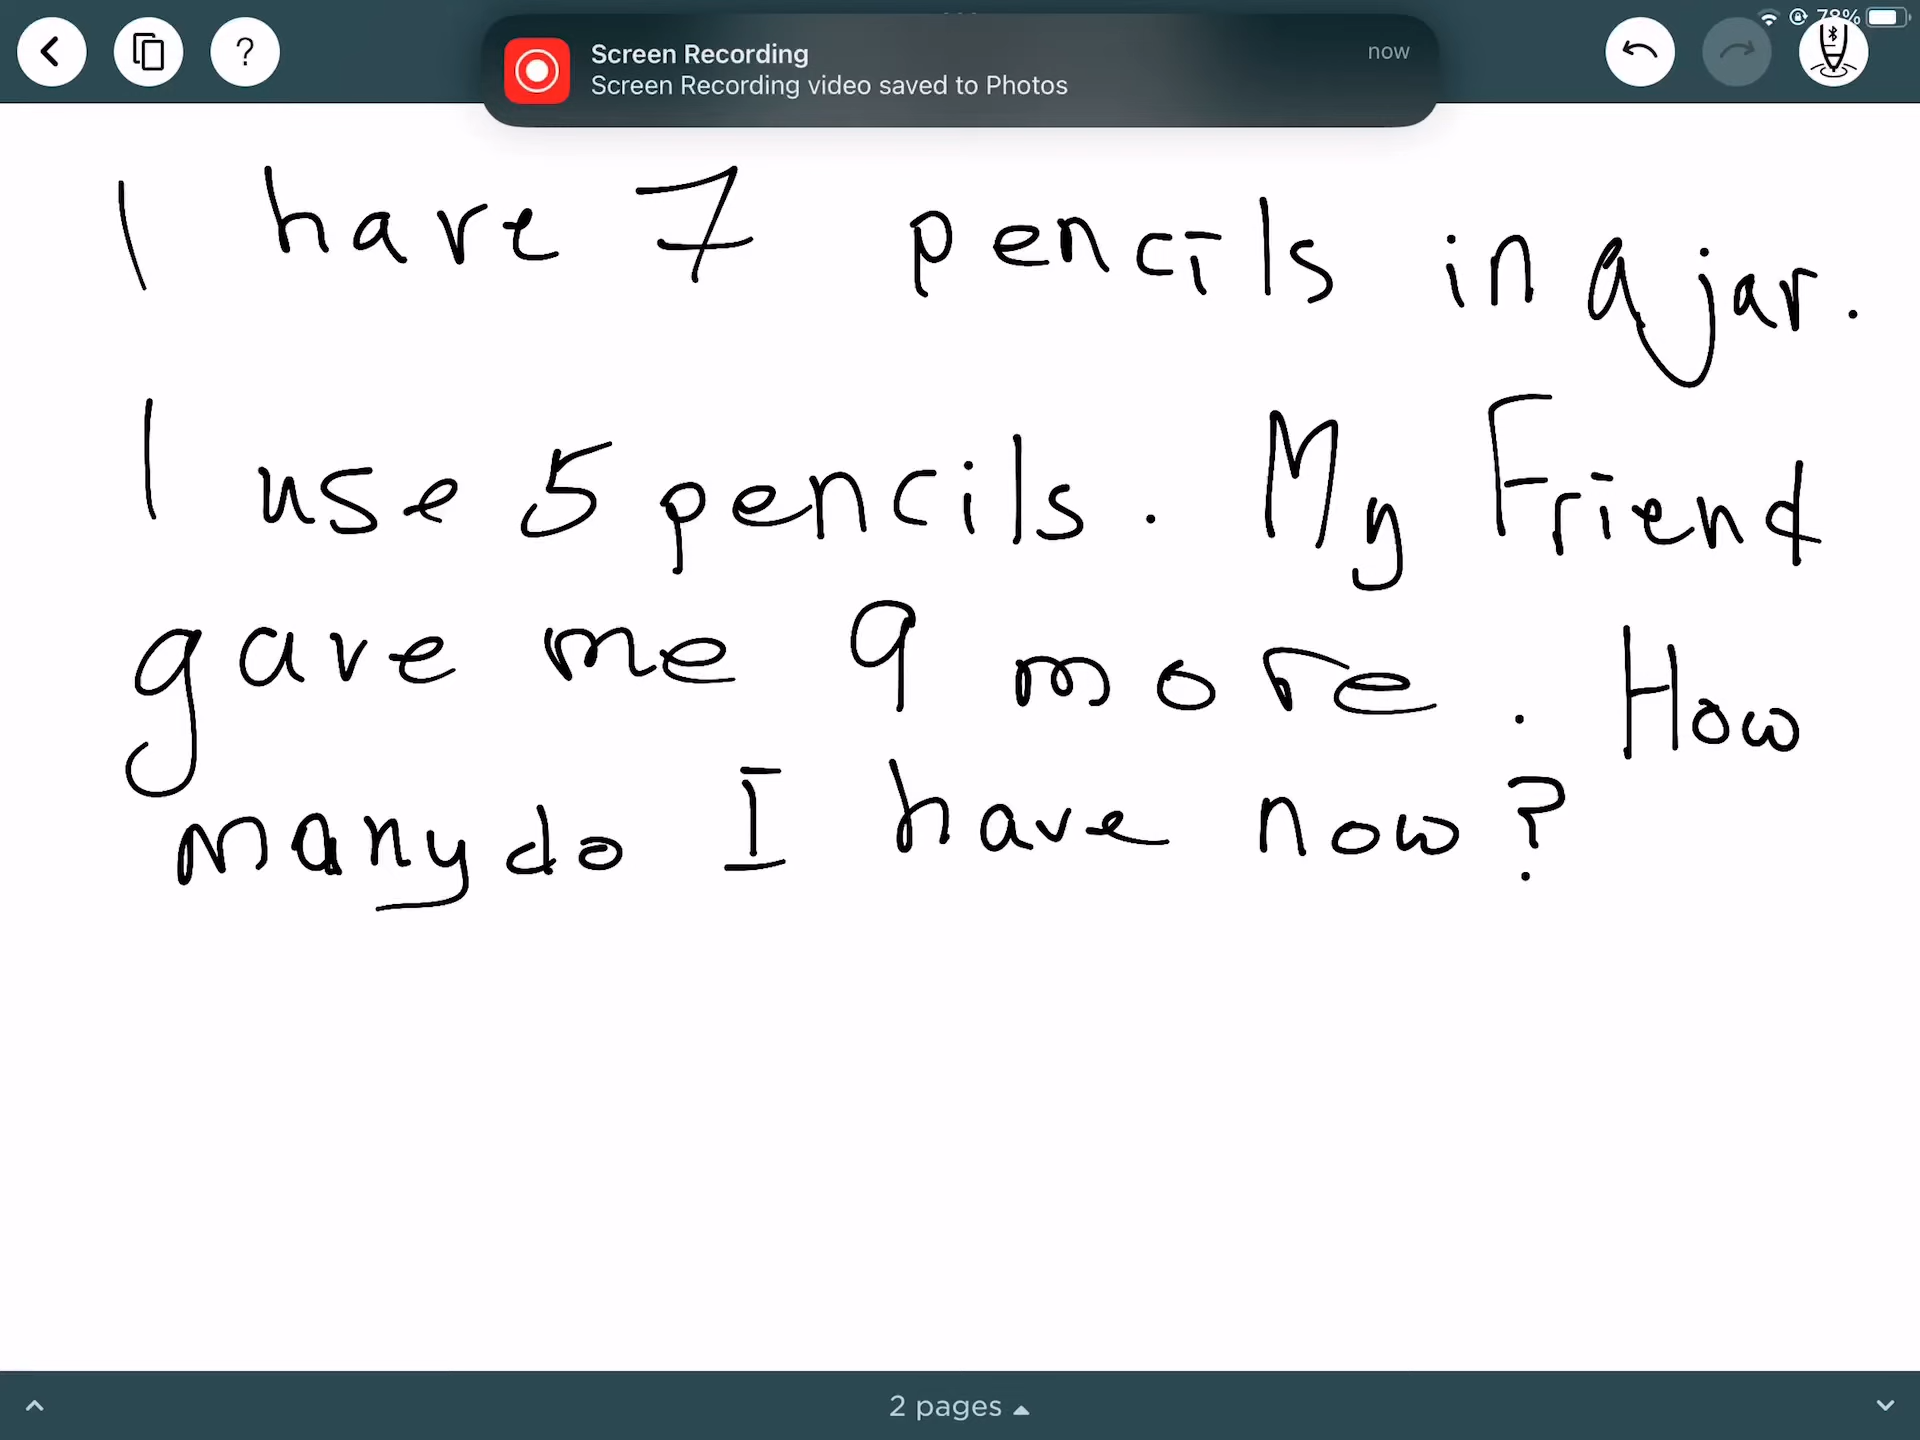 ?
Screen Recording
now
Screen Recording video saved to Photos
78%
I have 7 pencils in a jar.
I use 5 pencils. My Friend
gave me 9 more. How
many do I have now?
2 pages